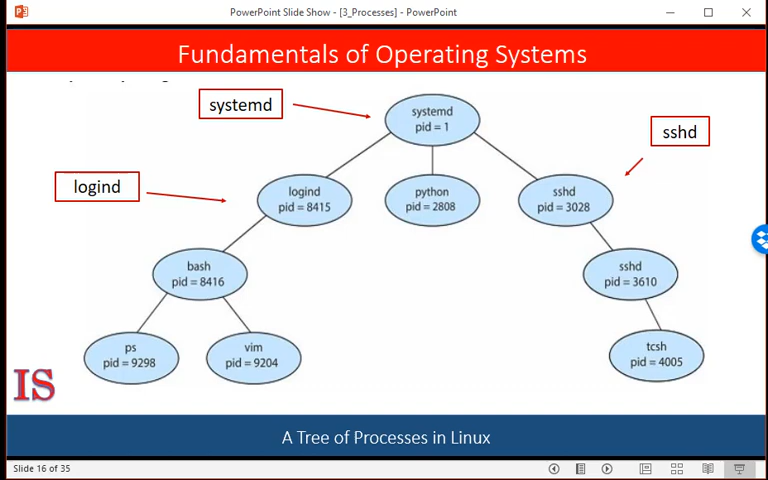 PowerPoint Slide Show - [3_Processes] - PowerPoint
Fundamentals of Operating Systems
systemd
systemd
pid = 1
sshd
logind
logind
pid = 8415
python
pid = 2808
sshd
pid = 3028
bash
pid = 8416
sshd
pid = 3610
ps
pid = 9298
vim
pid = 9204
tcsh
pid = 4005
IS
A Tree of Processes in Linux
Slide 16 of 35